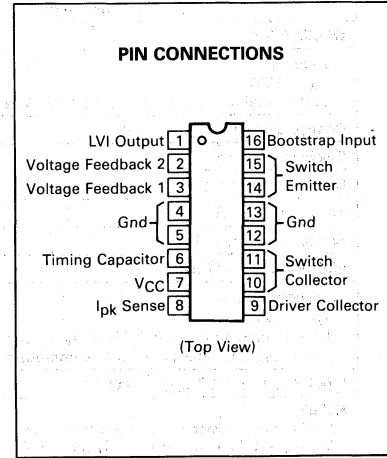 PIN CONNECTIONS
LVI Output 1 16 Bootstrap Input
Voltage Feedback 2 2 15 Switch
Voltage Feedback 1 3 14 Emitter
Gnd 4 13 Gnd
5 12
Timing Capacitor 6 11 Switch
VCC 7 10 Collector
Ipk Sense 8 9 Driver Collector
(Top View)